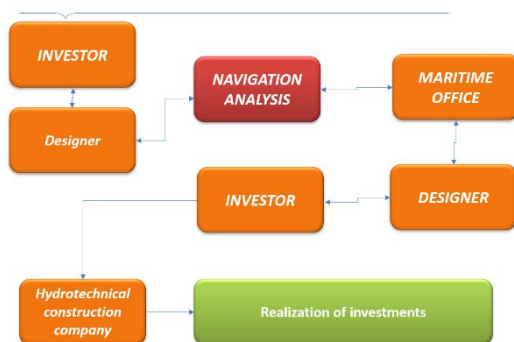 INVESTOR
NAVIGATION
ANALYSIS
MARITIME
OFFICE
Designer
INVESTOR
DESIGNER
Hydrotechnical
construction
company
Realization of investments